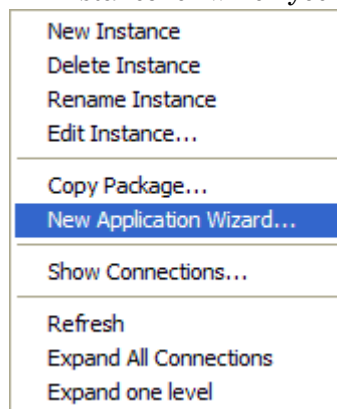 New Instance
Delete Instance
Rename Instance
Edit Instance...
Copy Package...
New Application Wizard...
Show Connections...
Refresh
Expand All Connections
Expand one level